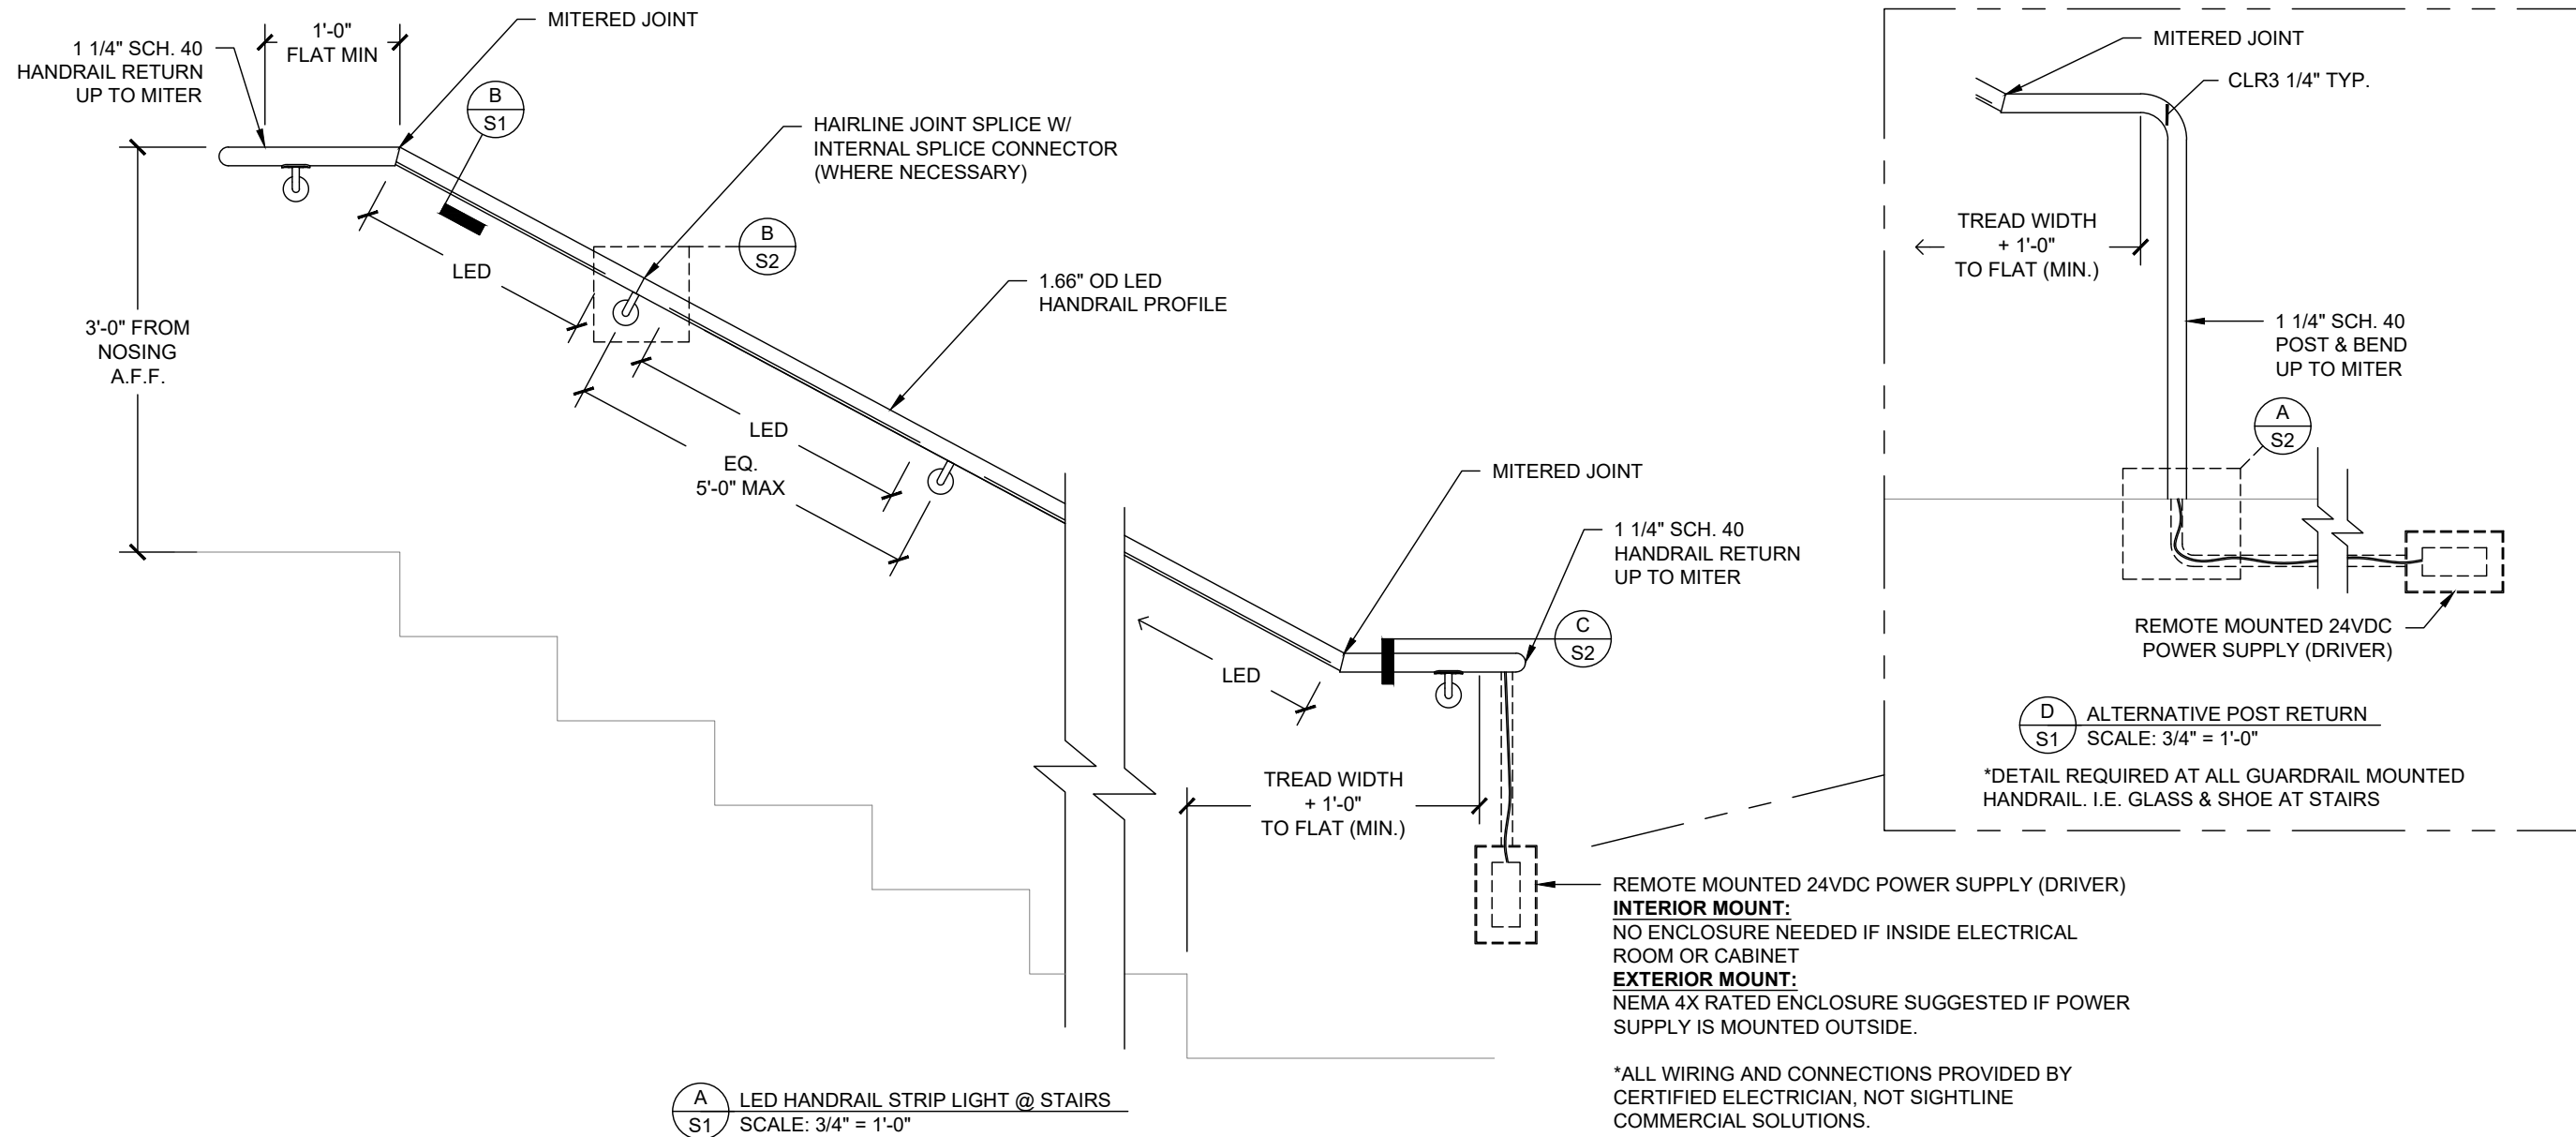 MITERED JOINT
1'-0"
FLAT MIN
1 1/4" SCH. 40
HANDRAIL RETURN
UP TO MITER
B
S1
HAIRLINE JOINT SPLICE W/
INTERNAL SPLICE CONNECTOR
(WHERE NECESSARY)
B
S2
LED
1.66" OD LED
HANDRAIL PROFILE
3'-0" FROM
NOSING
A.F.F.
LED
EQ.
5'-0" MAX
MITERED JOINT
1 1/4" SCH. 40
HANDRAIL RETURN
UP TO MITER
C
S2
LED
TREAD WIDTH
+ 1'-0"
TO FLAT (MIN.)
REMOTE MOUNTED 24VDC POWER SUPPLY (DRIVER)
INTERIOR MOUNT:
NO ENCLOSURE NEEDED IF INSIDE ELECTRICAL
ROOM OR CABINET
EXTERIOR MOUNT:
NEMA 4X RATED ENCLOSURE SUGGESTED IF POWER
SUPPLY IS MOUNTED OUTSIDE.
*ALL WIRING AND CONNECTIONS PROVIDED BY
CERTIFIED ELECTRICIAN, NOT SIGHTLINE
COMMERCIAL SOLUTIONS.
A
S1
LED HANDRAIL STRIP LIGHT @ STAIRS
SCALE: 3/4" = 1'-0"
MITERED JOINT
CLR3 1/4" TYP.
TREAD WIDTH
+ 1'-0"
TO FLAT (MIN.)
1 1/4" SCH. 40
POST & BEND
UP TO MITER
A
S2
REMOTE MOUNTED 24VDC
POWER SUPPLY (DRIVER)
D
S1
ALTERNATIVE POST RETURN
SCALE: 3/4" = 1'-0"
*DETAIL REQUIRED AT ALL GUARDRAIL MOUNTED
HANDRAIL. I.E. GLASS & SHOE AT STAIRS